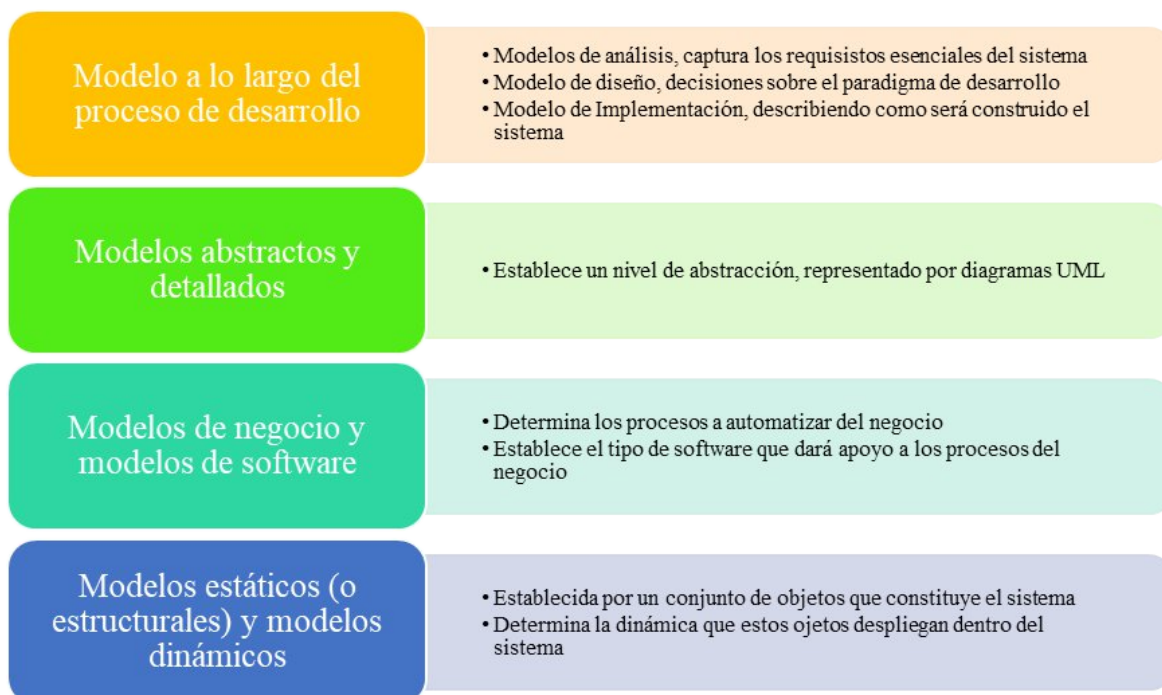 Modelo a lo largo del
proceso de desarrollo
• Modelos de análisis, captura los requisistos esenciales del sistema
• Modelo de diseño, decisiones sobre el paradigma de desarrollo
• Modelo de Implementación, describiendo como será construido el
sistema
Modelos abstractos y
detallados
• Establece un nivel de abstracción, representado por diagramas UML
Modelos de negocio y
modelos de software
• Determina los procesos a automatizar del negocio
• Establece el tipo de software que dará apoyo a los procesos del
negocio
Modelos estáticos (o
estructurales) y modelos
dinámicos
• Establecida por un conjunto de objetos que constituye el sistema
• Determina la dinámica que estos ojetos despliegan dentro del
sistema